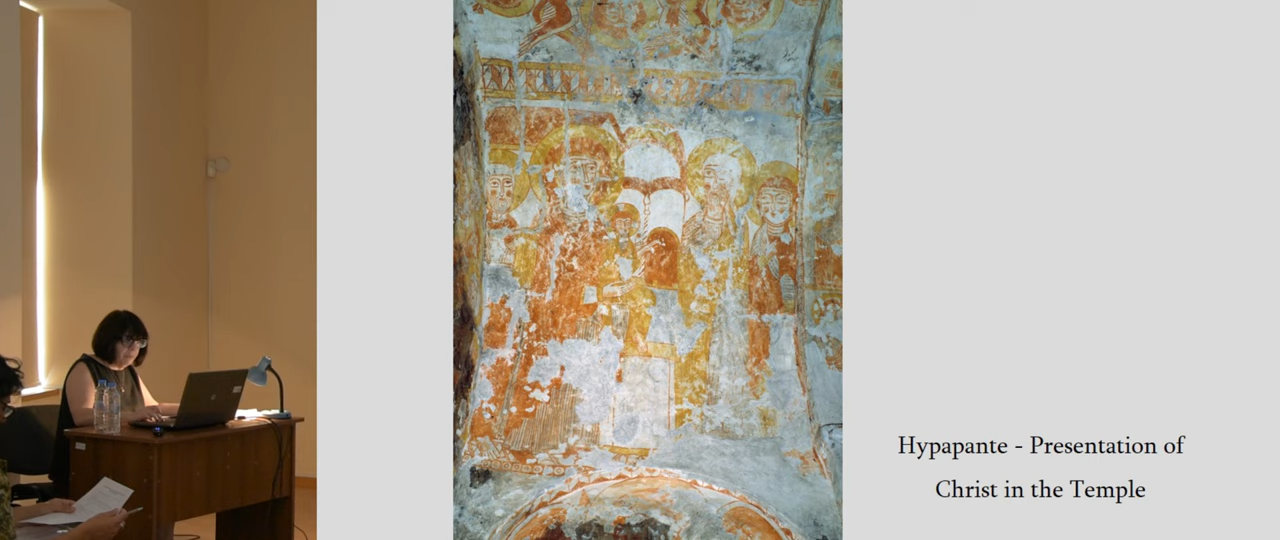 Hypapante - Presentation of
Christ in the Temple